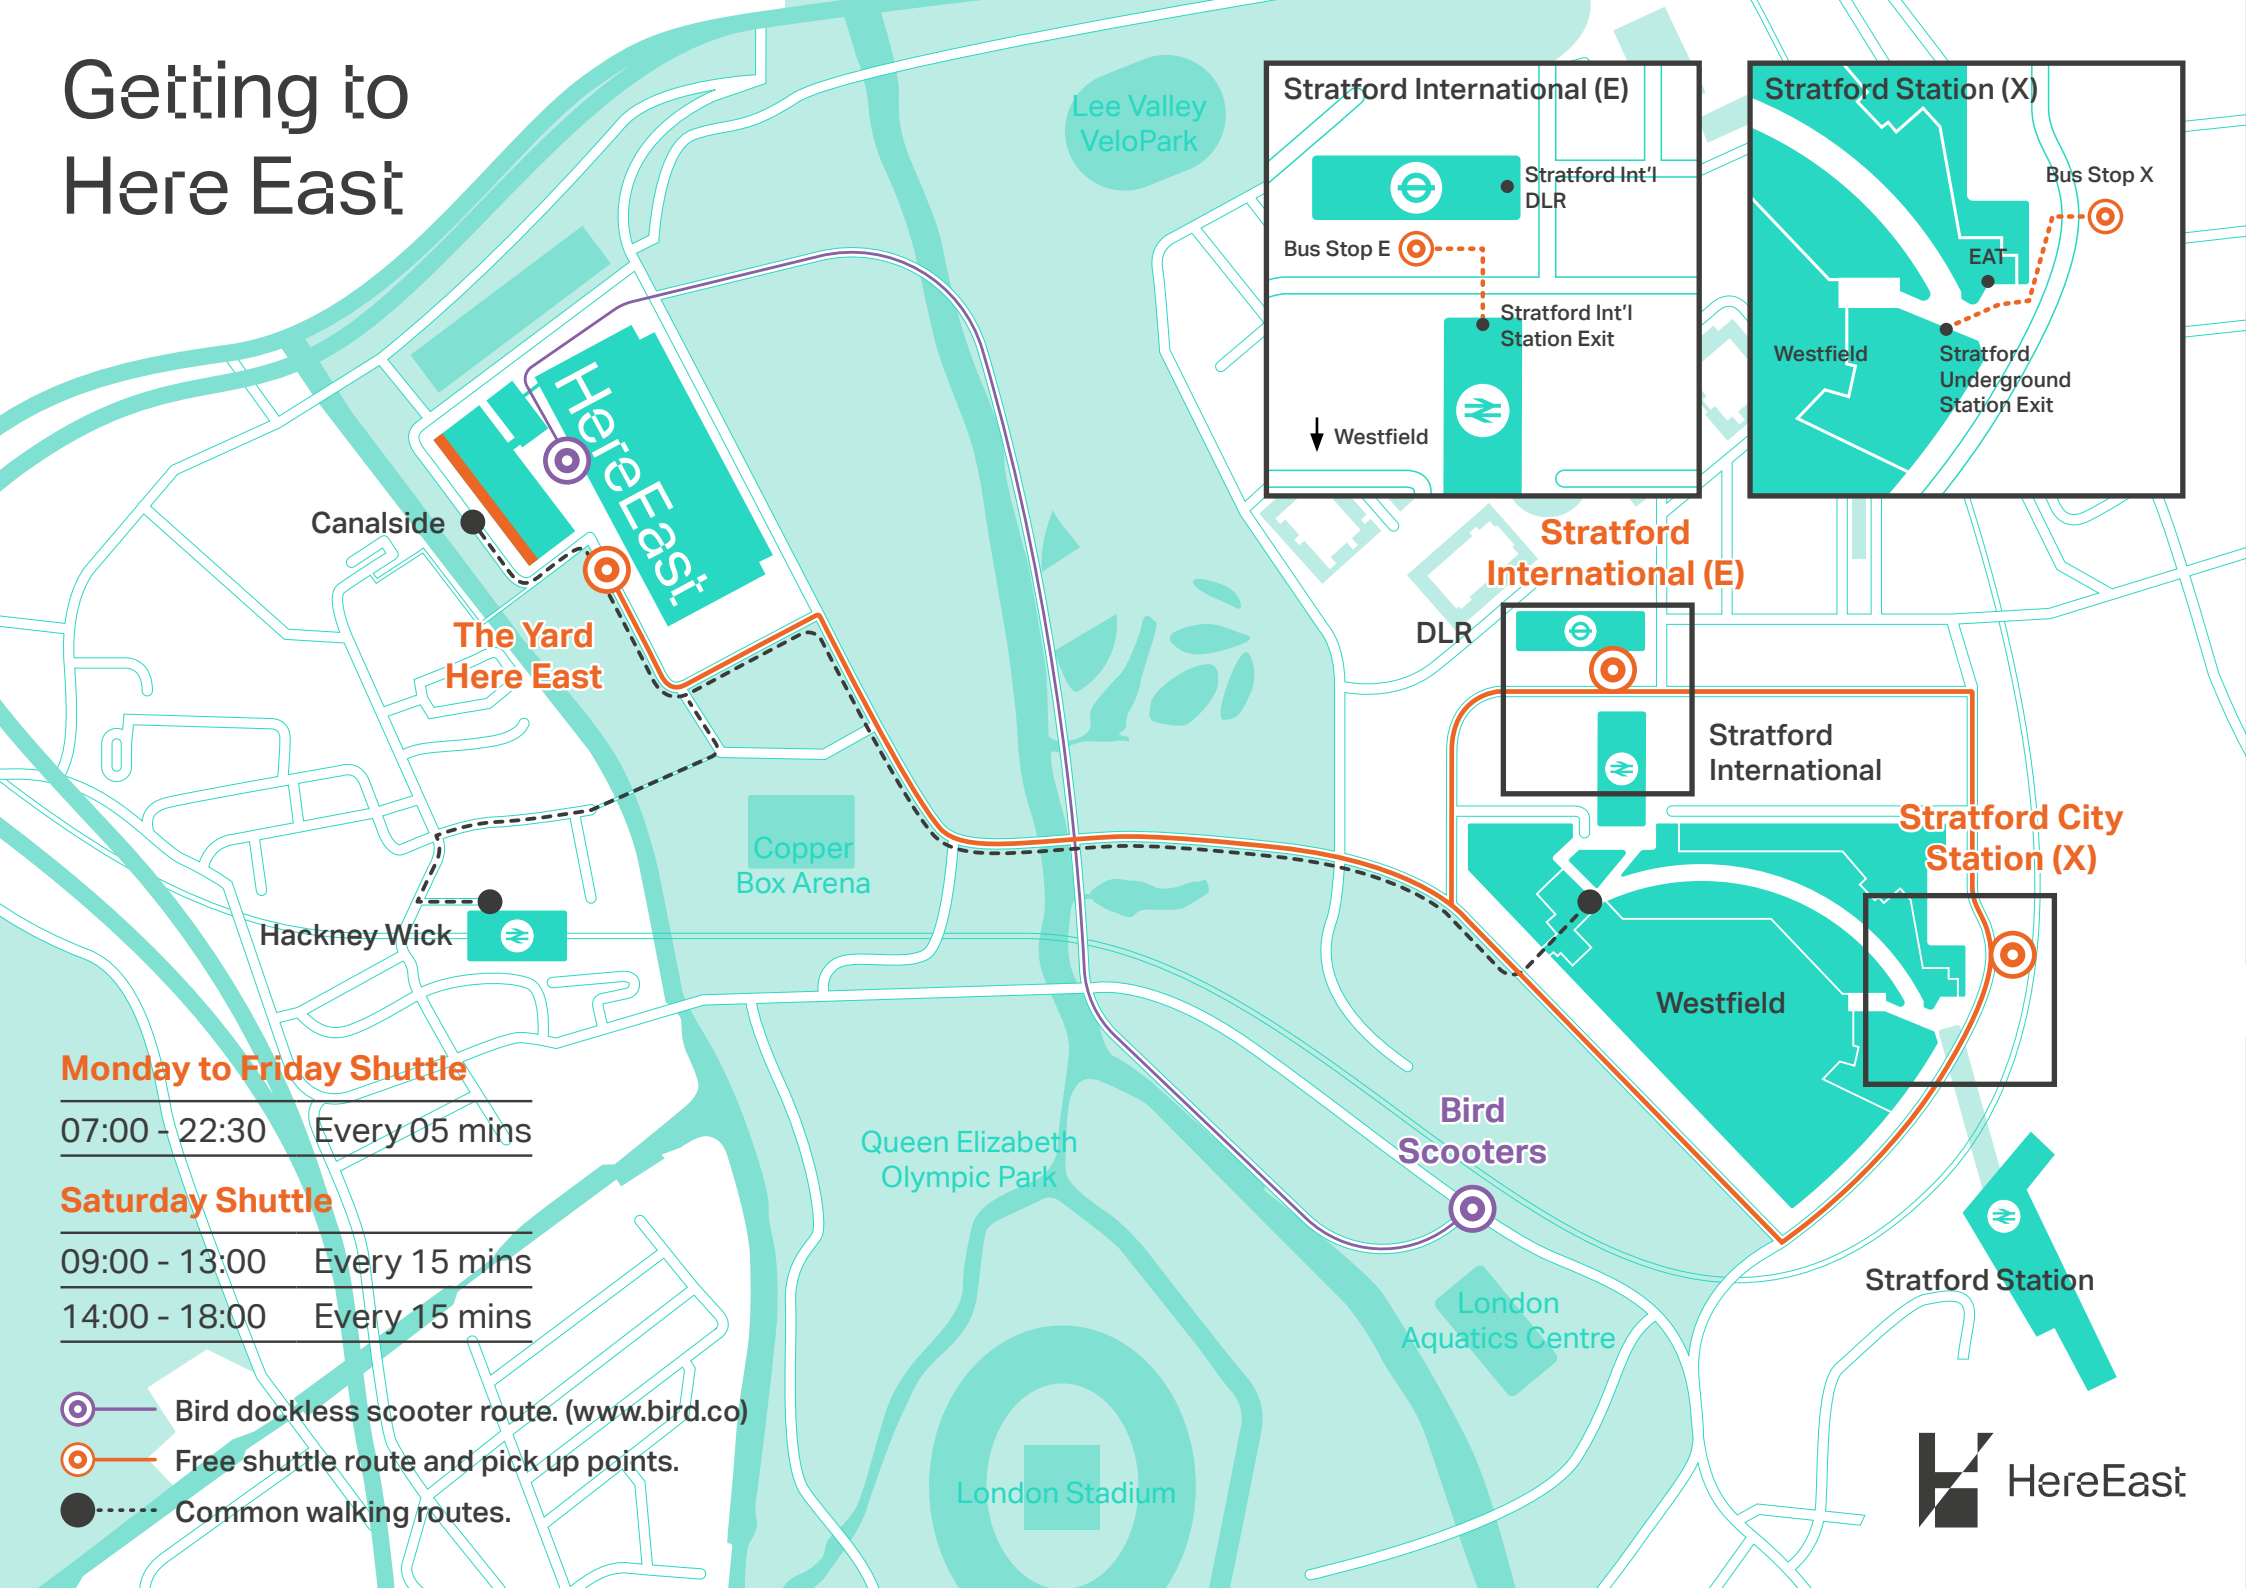 Getting to
Here East
Lee Valley
VeloPark
Stratford International (E)
Stratford Int'l
DLR
Bus Stop E
Stratford Int'l
Station Exit
Westfield
Stratford Station (X)
Bus Stop X
EAT
Westfield
Stratford
Underground
Station Exit
HereEast
Canalside
The Yard
Here East
Stratford
International (E)
DLR
Stratford
International
Stratford City
Station (X)
Copper
Box Arena
Hackney Wick
Westfield
Monday to Friday Shuttle
07:00 - 22:30 Every 05 mins
Saturday Shuttle
09:00 - 13:00 Every 15 mins
14:00 - 18:00 Every 15 mins
Queen Elizabeth
Olympic Park
Bird
Scooters
Stratford Station
London
Aquatics Centre
London Stadium
Bird dockless scooter route. (www.bird.co)
Free shuttle route and pick up points.
Common walking routes.
HereEast